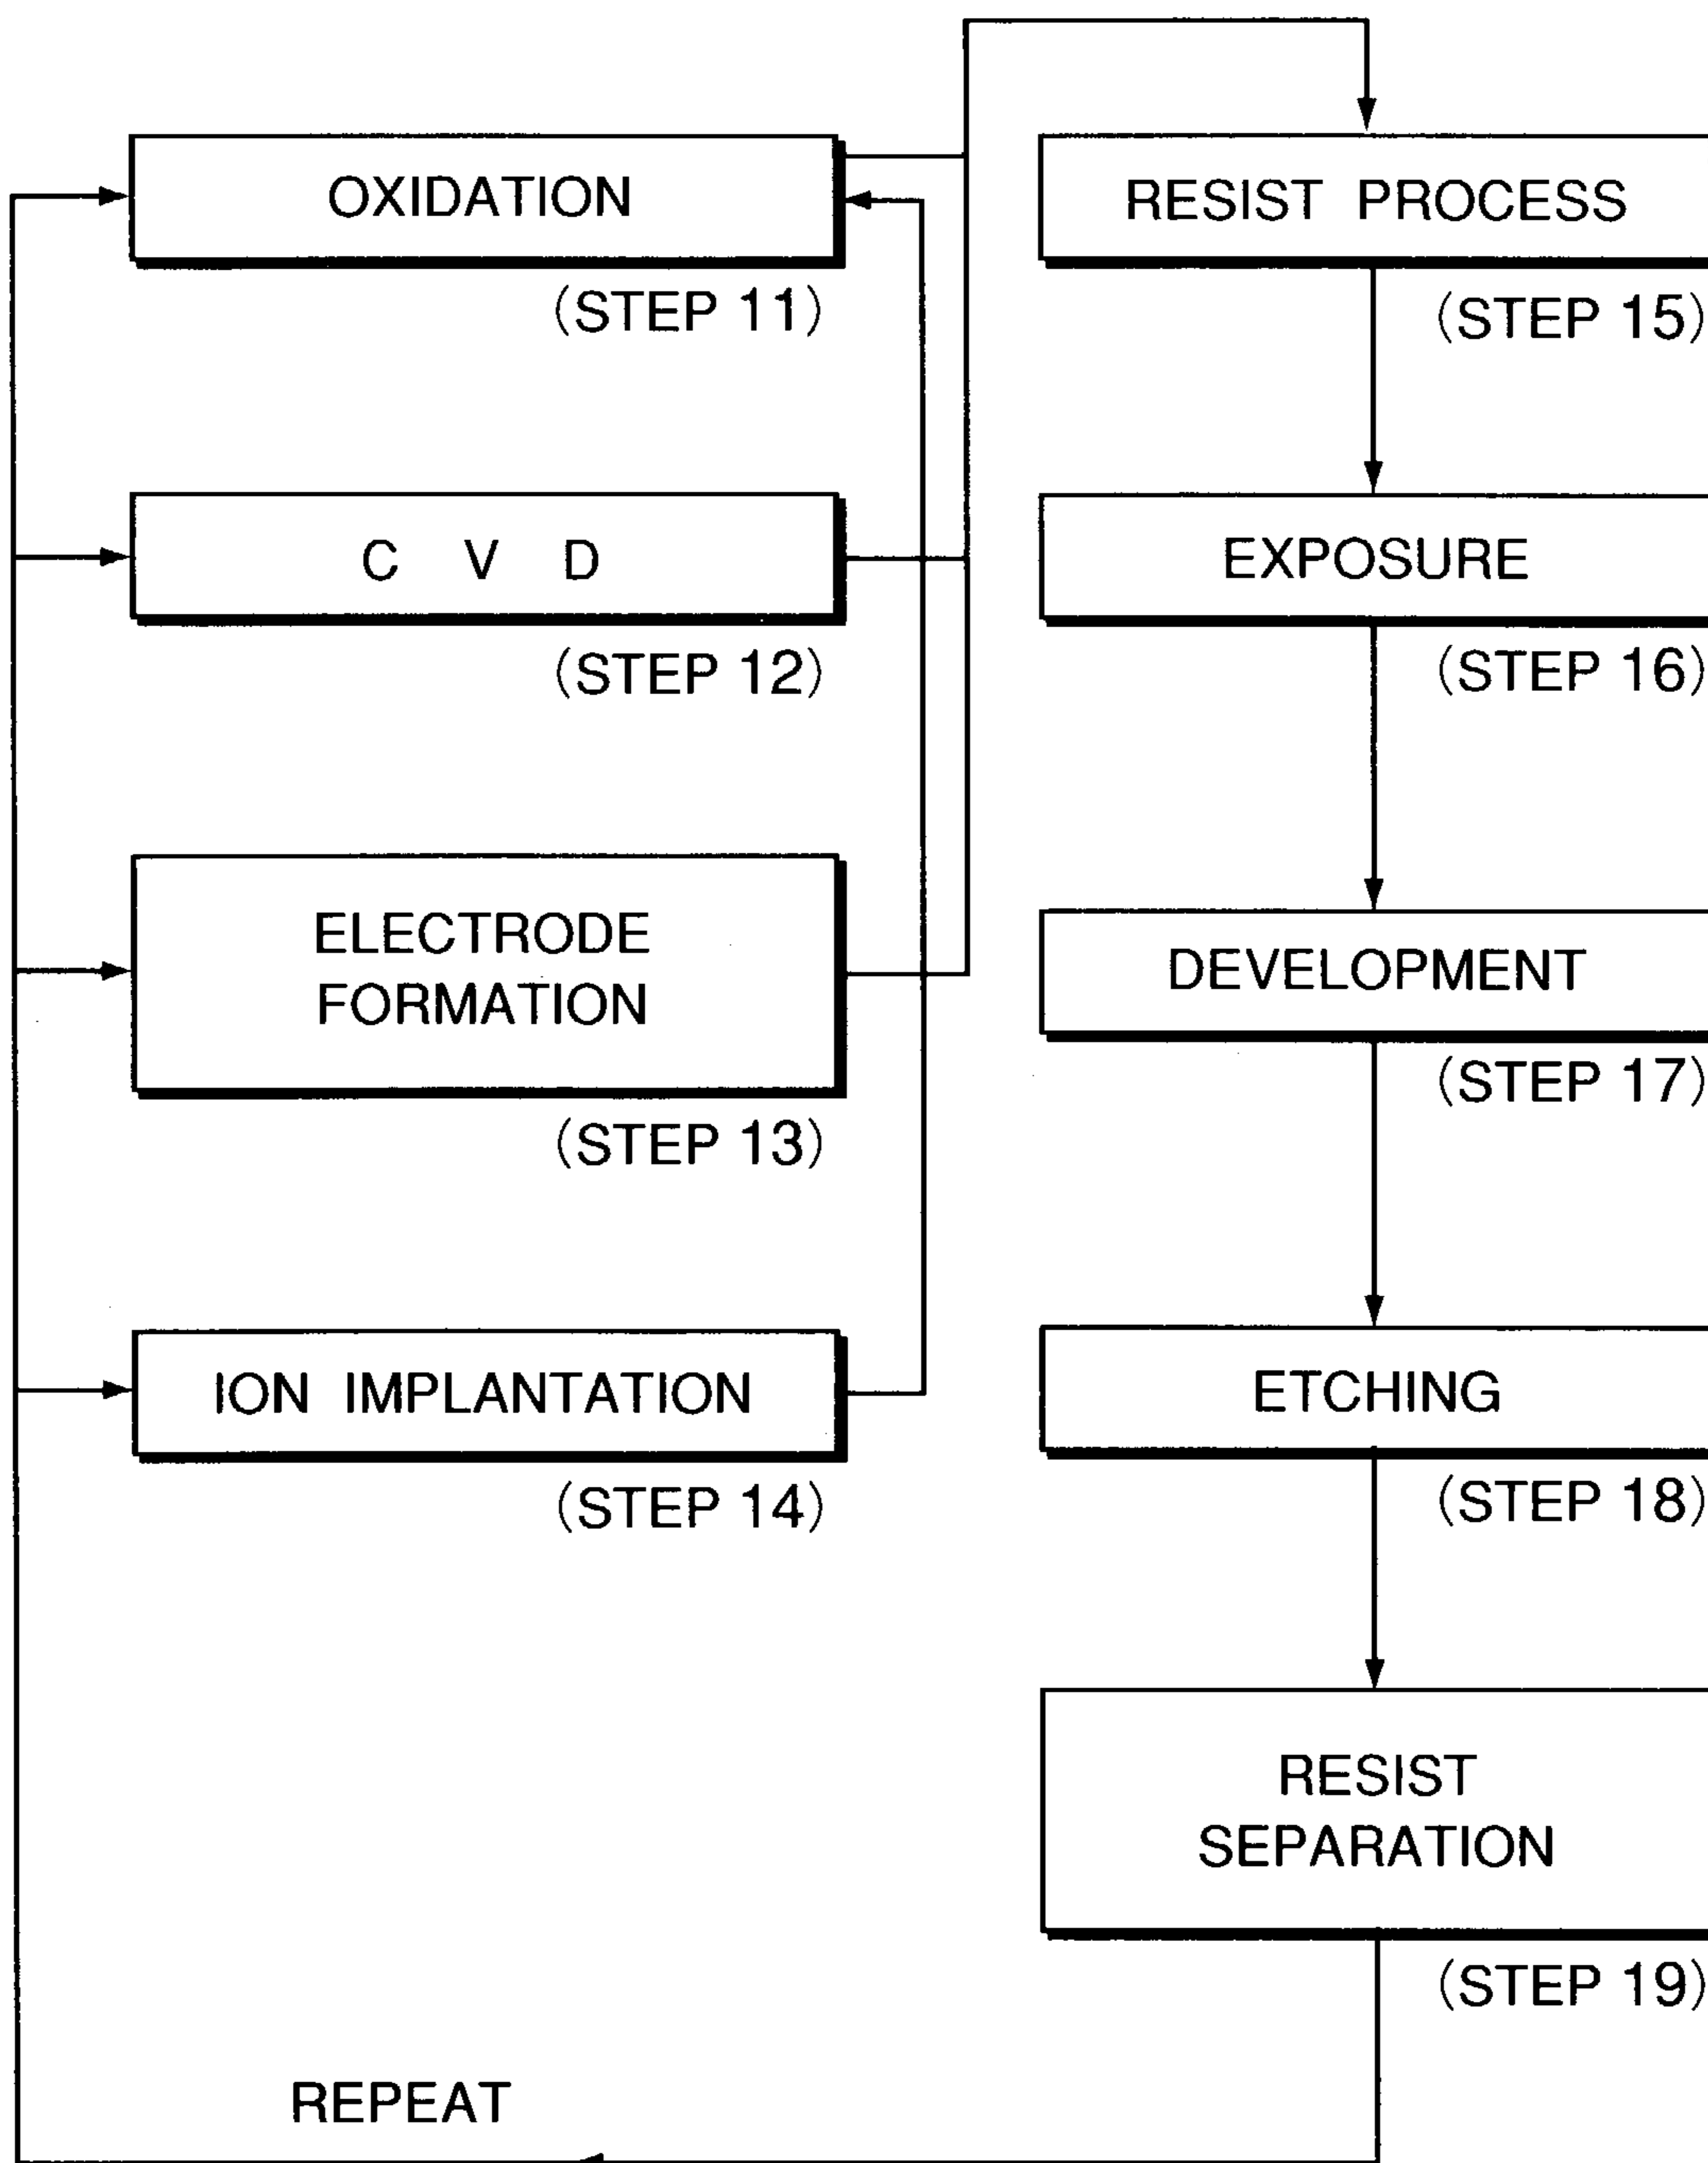 OXIDATION
(STEP 11)
C V D
(STEP 12)
ELECTRODE
FORMATION
(STEP 13)
ION IMPLANTATION
(STEP 14)
RESIST PROCESS
(STEP 15)
EXPOSURE
(STEP 16)
DEVELOPMENT
(STEP 17)
ETCHING
(STEP 18)
RESIST
SEPARATION
(STEP 19)
REPEAT